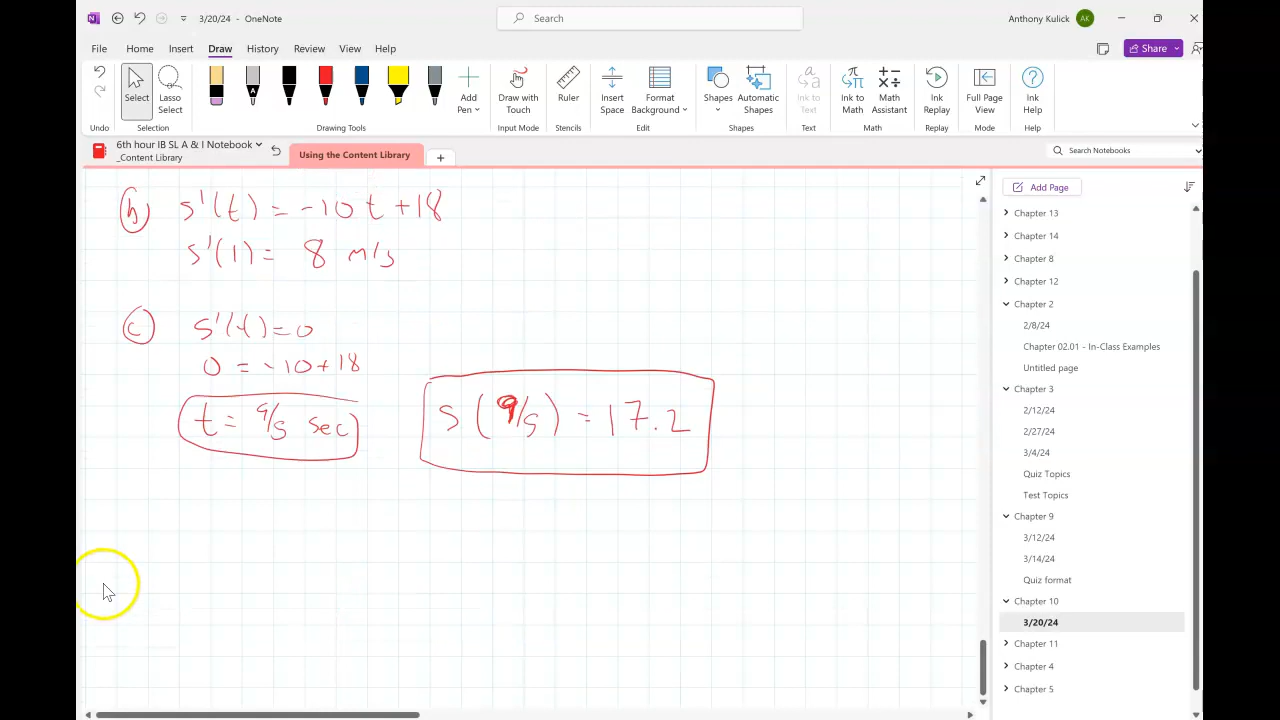 3/20/24 - OneNote
Search
Anthony Kulick
AK
File Home Insert Draw History Review View Help
Share
Select
Lasso Select
Add Pen
Draw with Touch
Ruler
Insert Space
Format Background
Shapes
Automatic Shapes
Ink to Text
Ink to Math
Math Assistant
Ink Replay
Full Page View
Ink Help
Undo
Selection
Drawing Tools
Input Mode
Stencils
Edit
Shapes
Text
Math
Replay
Mode
Help
6th hour IB SL A & I Notebook
_Content Library
Using the Content Library
Search Notebooks
Add Page
Chapter 13
Chapter 14
Chapter 8
Chapter 12
Chapter 2
2/8/24
Chapter 02.01 - In-Class Examples
Untitled page
Chapter 3
2/12/24
2/27/24
3/4/24
Quiz Topics
Test Topics
Chapter 9
3/12/24
3/14/24
Quiz format
Chapter 10
3/20/24
Chapter 11
Chapter 4
Chapter 5
(b) s'(t) = -10t + 18
s'(1) = 8 m/s
(c) s'(t) = 0
0 = -10 + 18
t = 9/5 sec
s(9/5) = 17.2